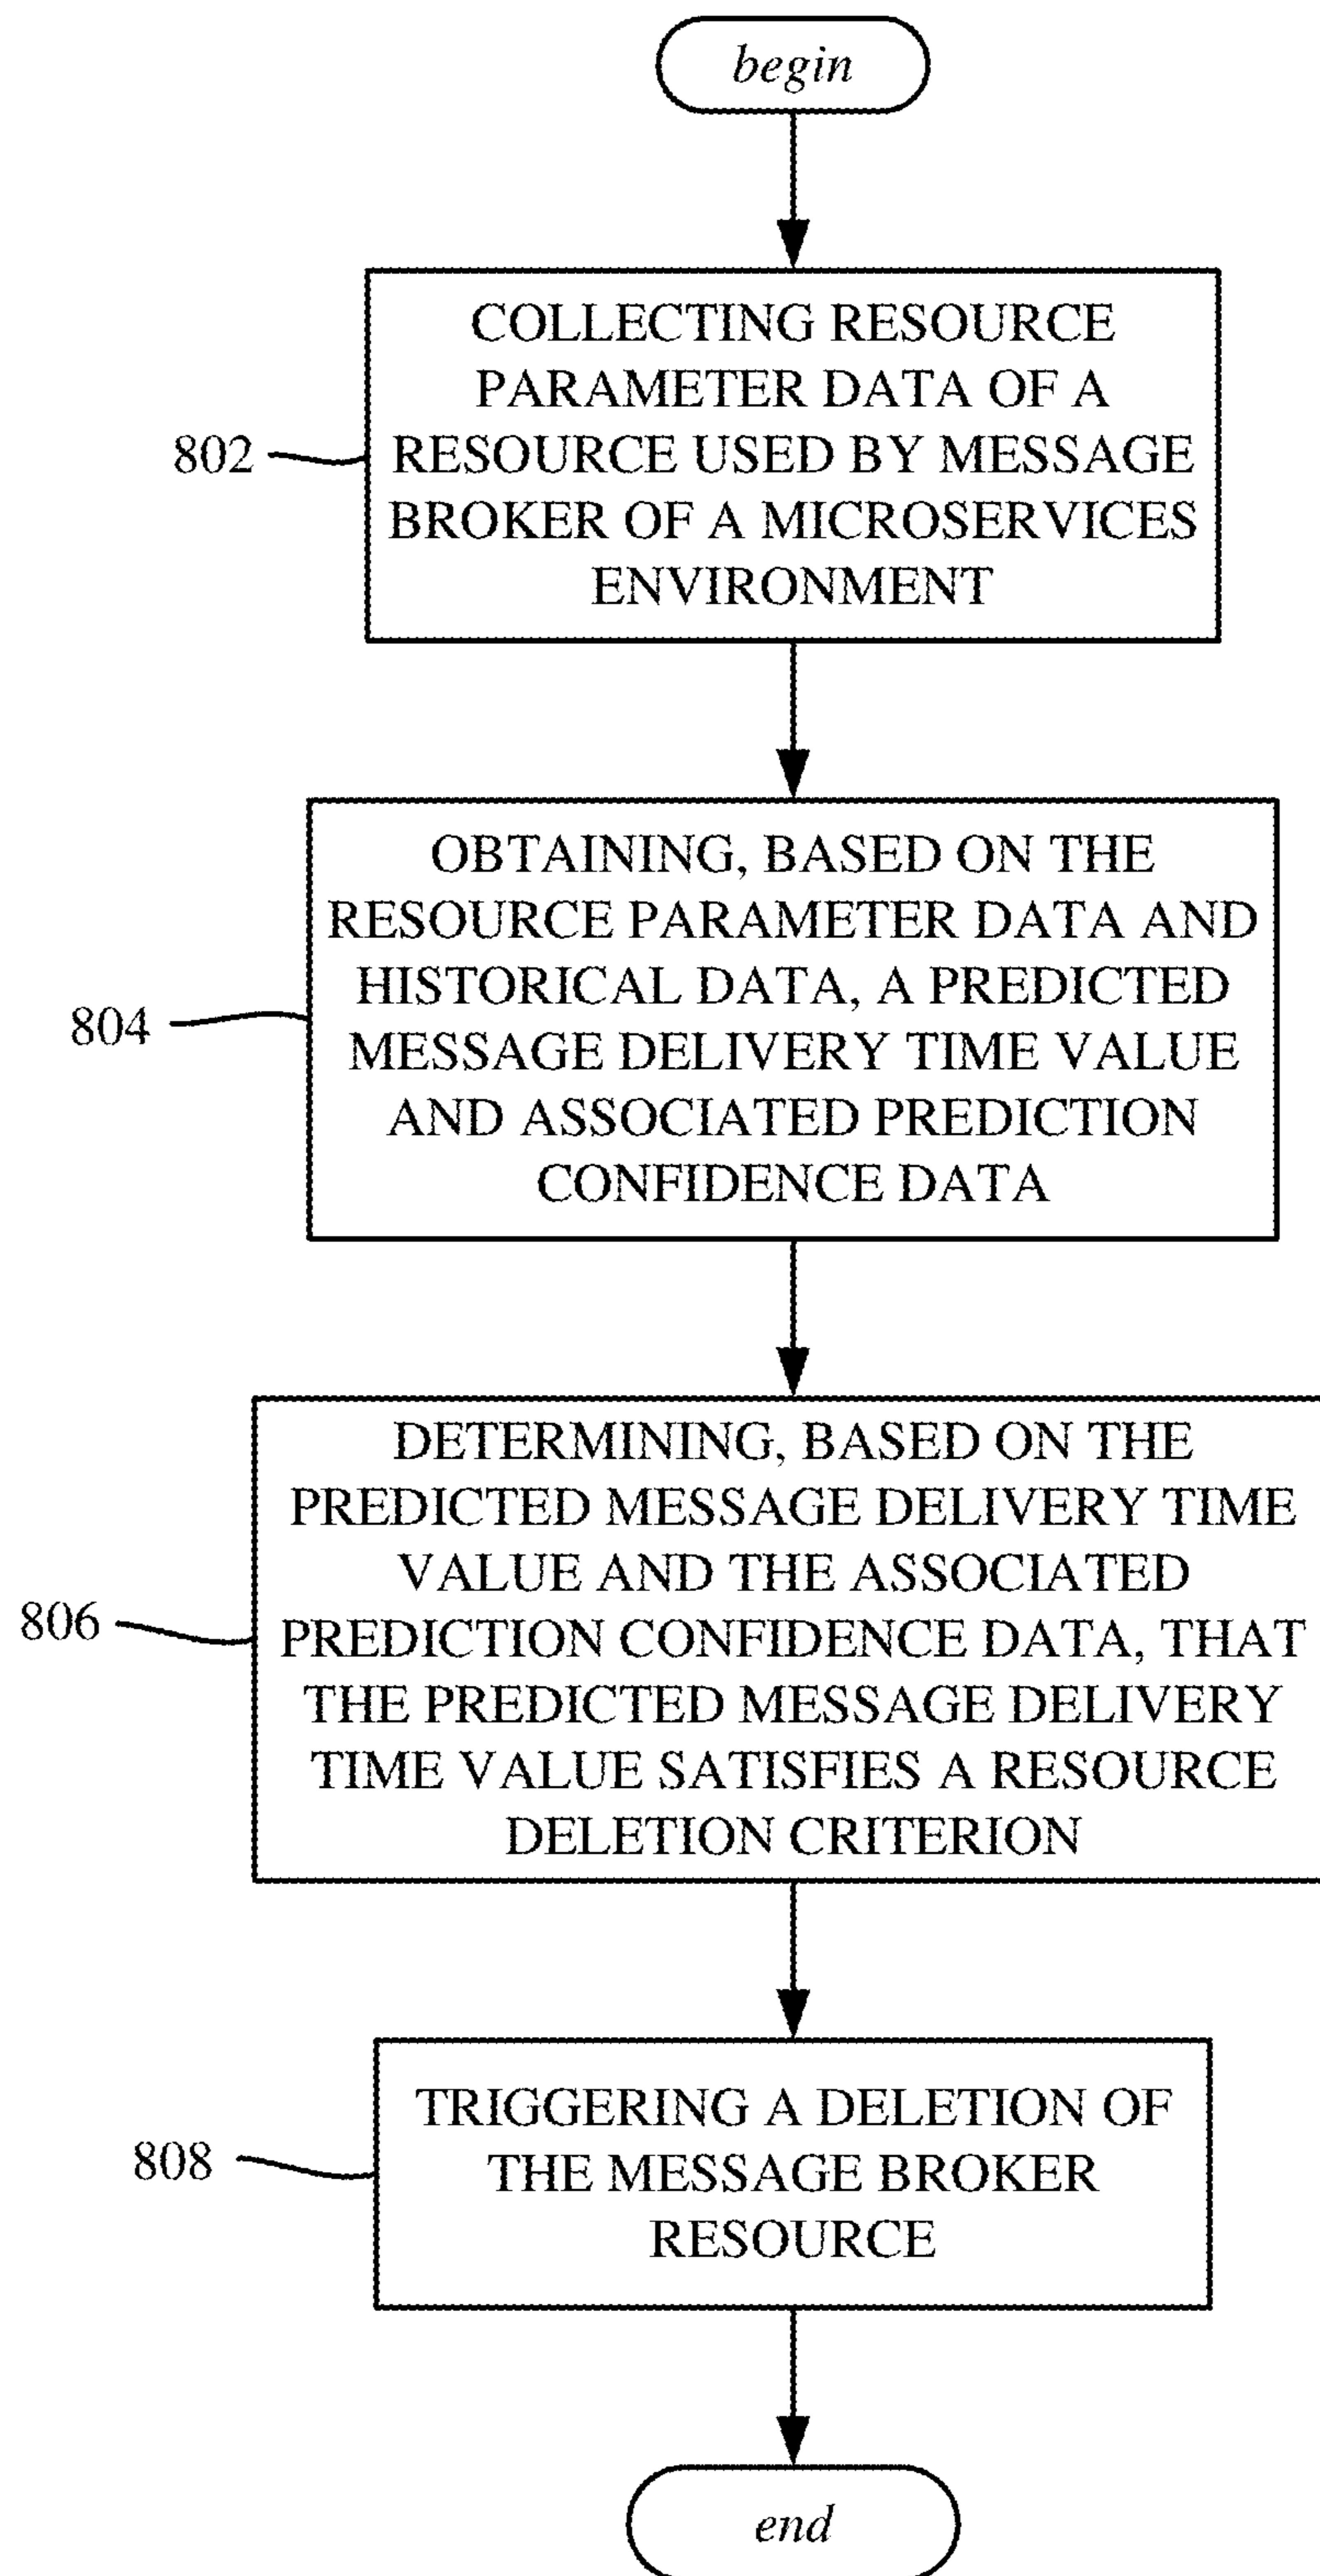 begin
COLLECTING RESOURCE
PARAMETER DATA OF A
RESOURCE USED BY MESSAGE
BROKER OF A MICROSERVICES
ENVIRONMENT
802
OBTAINING, BASED ON THE
RESOURCE PARAMETER DATA AND
HISTORICAL DATA, A PREDICTED
MESSAGE DELIVERY TIME VALUE
AND ASSOCIATED PREDICTION
CONFIDENCE DATA
804
DETERMINING, BASED ON THE
PREDICTED MESSAGE DELIVERY TIME
VALUE AND THE ASSOCIATED
PREDICTION CONFIDENCE DATA, THAT
THE PREDICTED MESSAGE DELIVERY
TIME VALUE SATISFIES A RESOURCE
DELETION CRITERION
806
TRIGGERING A DELETION OF
THE MESSAGE BROKER
RESOURCE
808
end